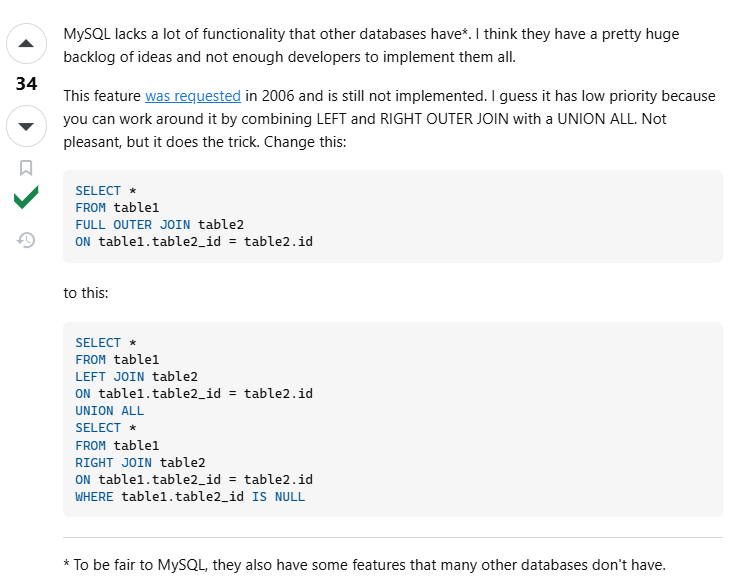 MySQL lacks a lot of functionality that other databases have*. I think they have a pretty huge
backlog of ideas and not enough developers to implement them all.
34
This feature was requested in 2006 and is still not implemented. I guess it has low priority because
you can work around it by combining LEFT and RIGHT OUTER JOIN with a UNION ALL. Not
pleasant, but it does the trick. Change this:
SELECT *
FROM table1
FULL OUTER JOIN table2
ON table1.table2_id = table2.id
to this:
SELECT *
FROM table1
LEFT JOIN table2
ON table1.table2_id = table2.id
UNION ALL
SELECT *
FROM table1
RIGHT JOIN table2
ON table1.table2_id = table2.id
WHERE table1.table2_id IS NULL
* To be fair to MySQL, they also have some features that many other databases don't have.